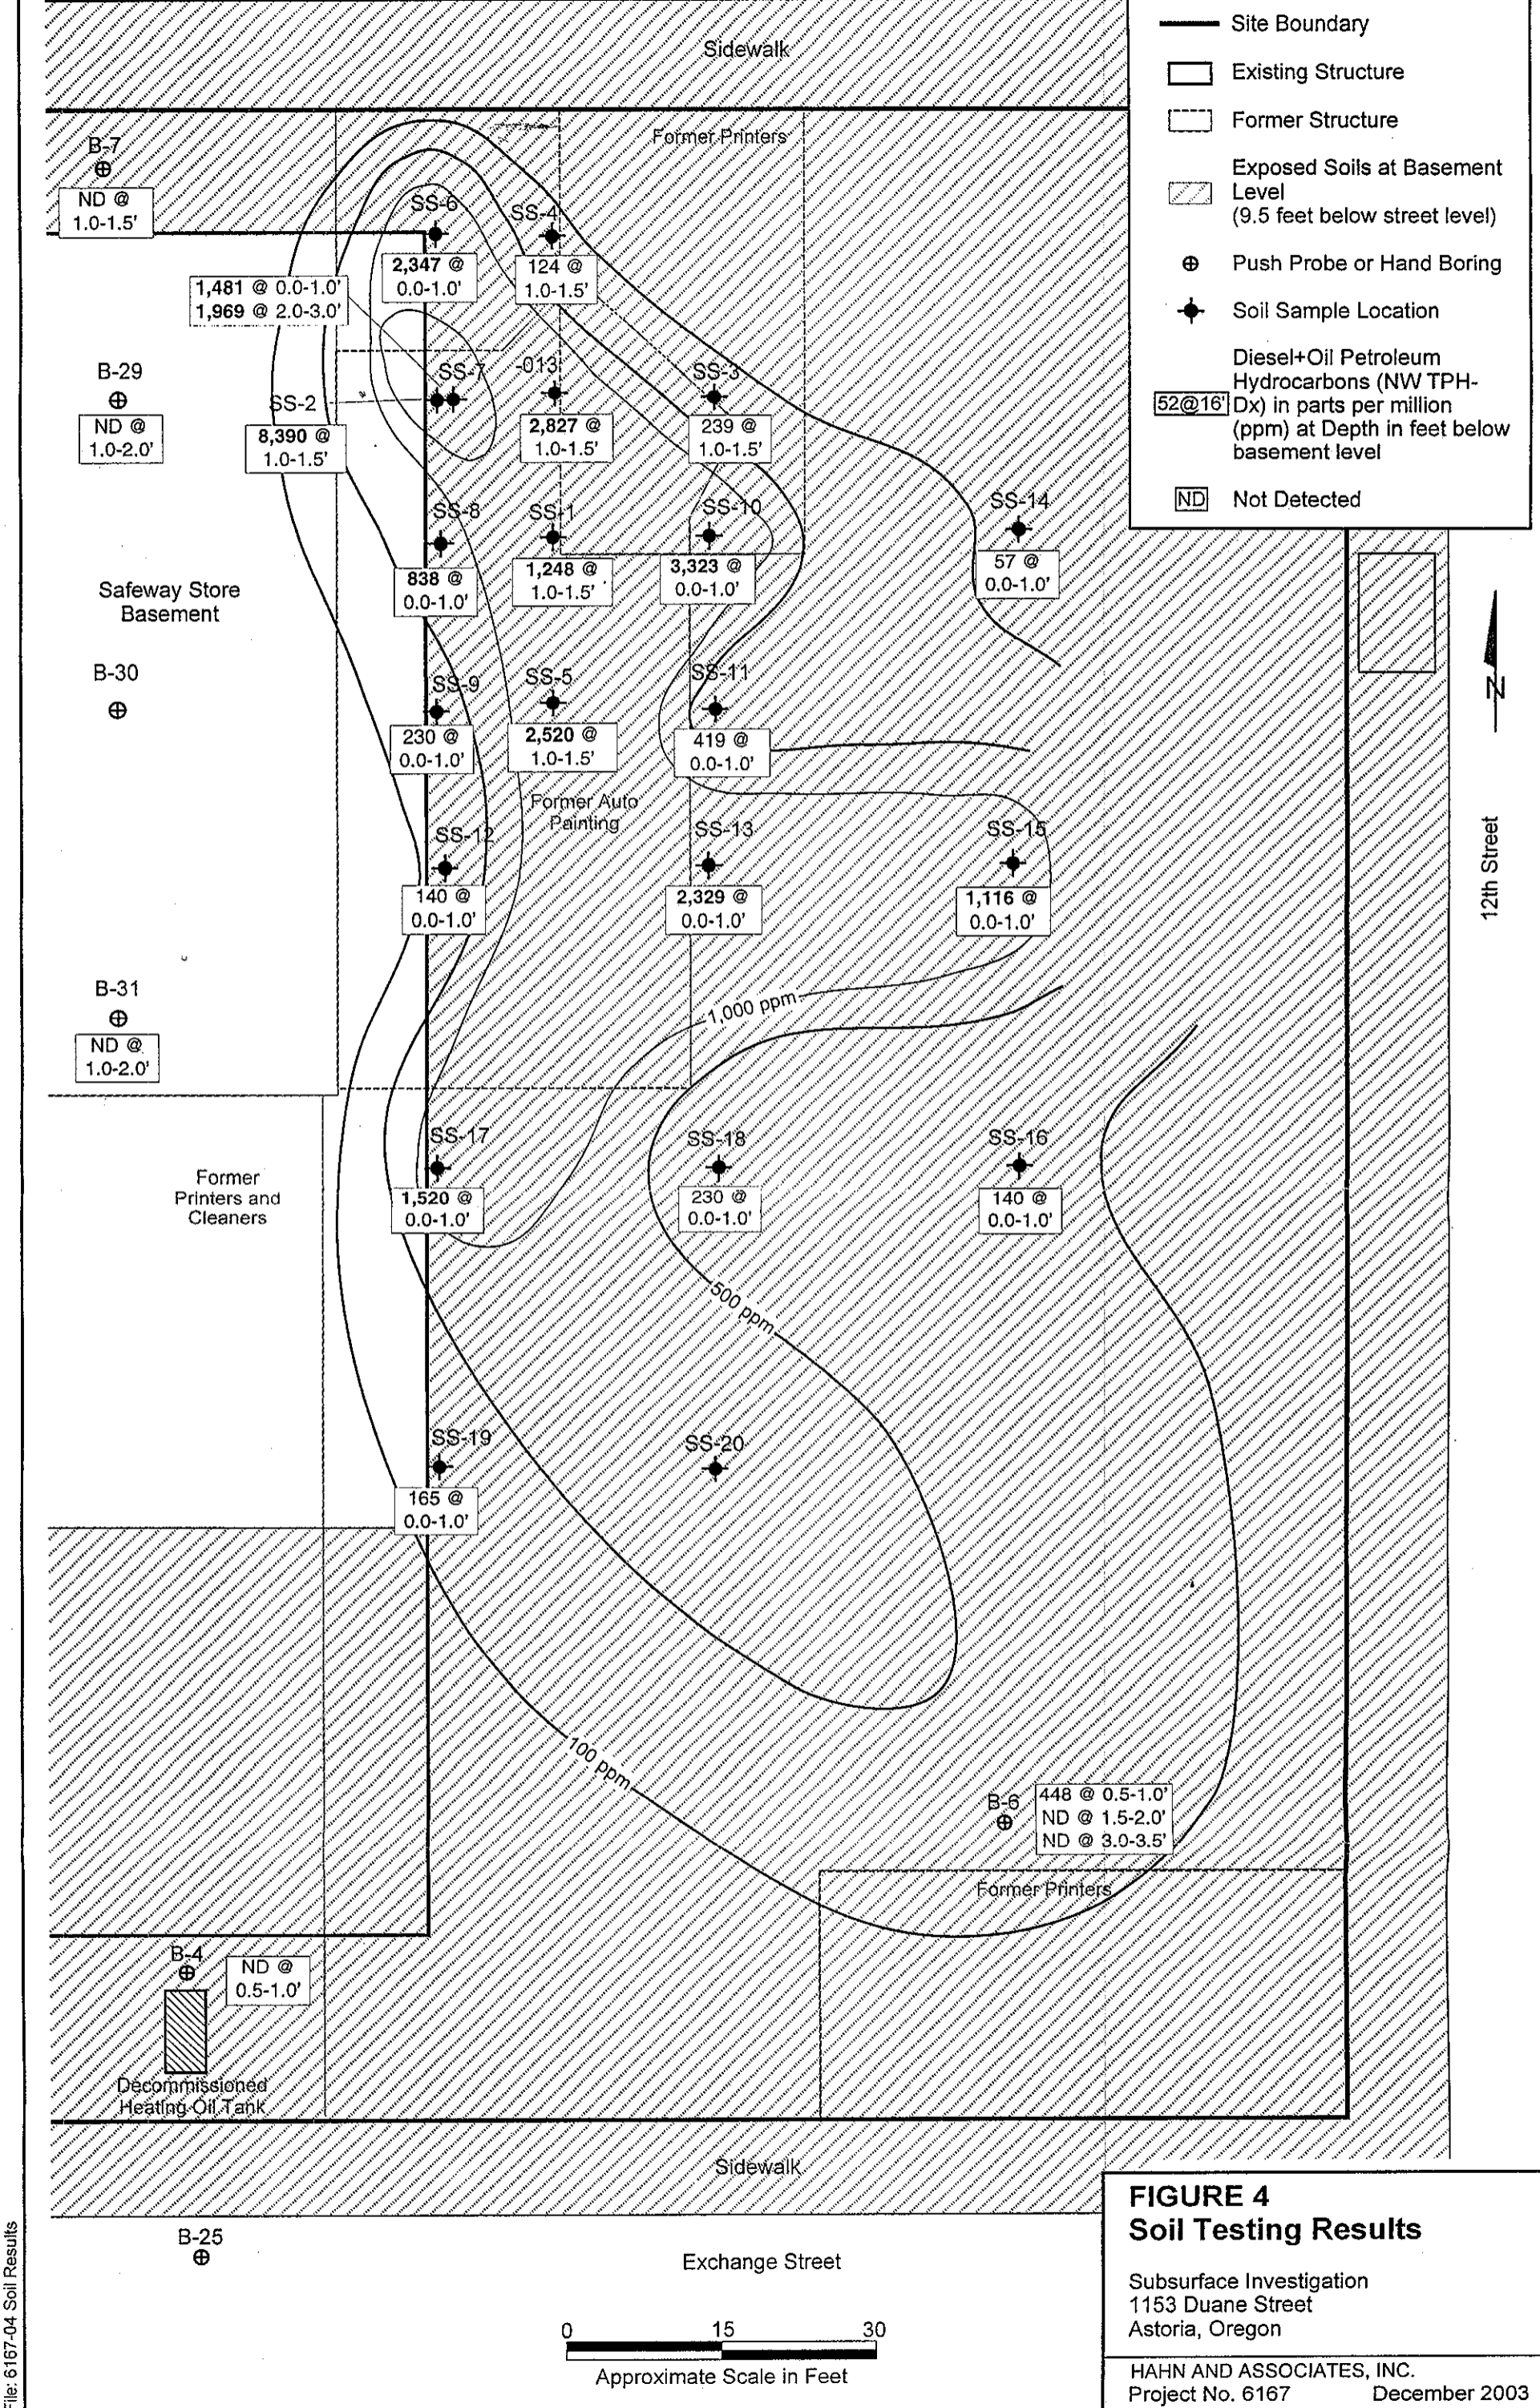 Site Boundary
Existing Structure
Former Structure
Exposed Soils at Basement
Level
(9.5 feet below street level)
Push Probe or Hand Boring
Soil Sample Location
Diesel+Oil Petroleum
Hydrocarbons (NW TPH-
52@16' Dx) in parts per million
(ppm) at Depth in feet below
basement level
ND Not Detected
Sidewalk
Former Printers
B-7
ND @
1.0-1.5'
SS-6
2,347 @
0.0-1.0'
SS-4
124 @
1.0-1.5'
1,481 @ 0.0-1.0'
1,969 @ 2.0-3.0'
B-29
ND @
1.0-2.0'
SS-2
8,390 @
1.0-1.5'
SS-7
-013
2,827 @
1.0-1.5'
SS-3
239 @
1.0-1.5'
SS-8
838 @
0.0-1.0'
SS-1
1,248 @
1.0-1.5'
SS-10
3,323 @
0.0-1.0'
SS-14
57 @
0.0-1.0'
Safeway Store
Basement
B-30
SS-9
230 @
0.0-1.0'
SS-5
2,520 @
1.0-1.5'
SS-11
419 @
0.0-1.0'
N
Former Auto
Painting
SS-12
140 @
0.0-1.0'
SS-13
2,329 @
0.0-1.0'
SS-15
1,116 @
0.0-1.0'
12th Street
B-31
ND @
1.0-2.0'
1,000 ppm
Former
Printers and
Cleaners
SS-17
1,520 @
0.0-1.0'
SS-18
230 @
0.0-1.0'
SS-16
140 @
0.0-1.0'
500 ppm
SS-19
165 @
0.0-1.0'
SS-20
100 ppm
B-6
448 @ 0.5-1.0'
ND @ 1.5-2.0'
ND @ 3.0-3.5'
Former Printers
B-4
ND @
0.5-1.0'
Decommissioned
Heating Oil Tank
Sidewalk
B-25
Exchange Street
0 15 30
Approximate Scale in Feet
FIGURE 4
Soil Testing Results
Subsurface Investigation
1153 Duane Street
Astoria, Oregon
HAHN AND ASSOCIATES, INC.
Project No. 6167 December 2003
File: 6167-04 Soil Results